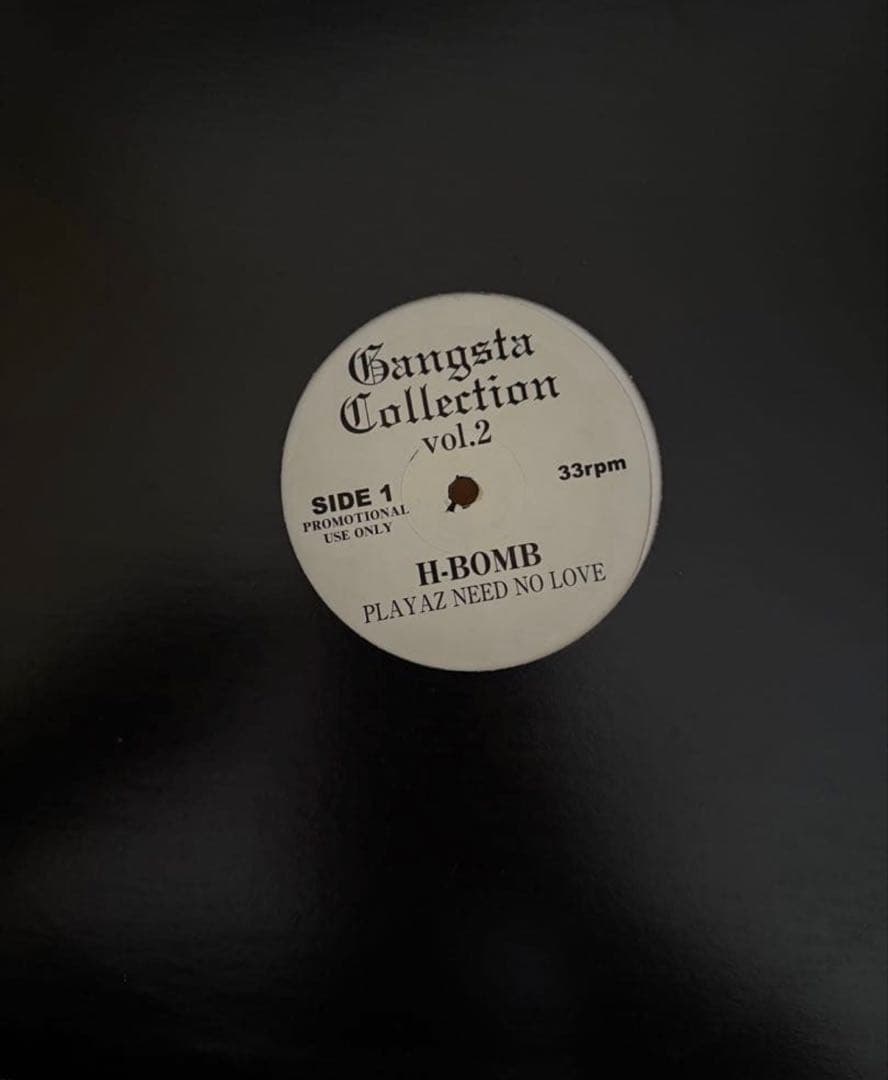 Gangsta
Collection
vol.2
33rpm
SIDE 1
PROMOTIONAL
USE ONLY
H-BOMB
PLAYAZ NEED NO LOVE